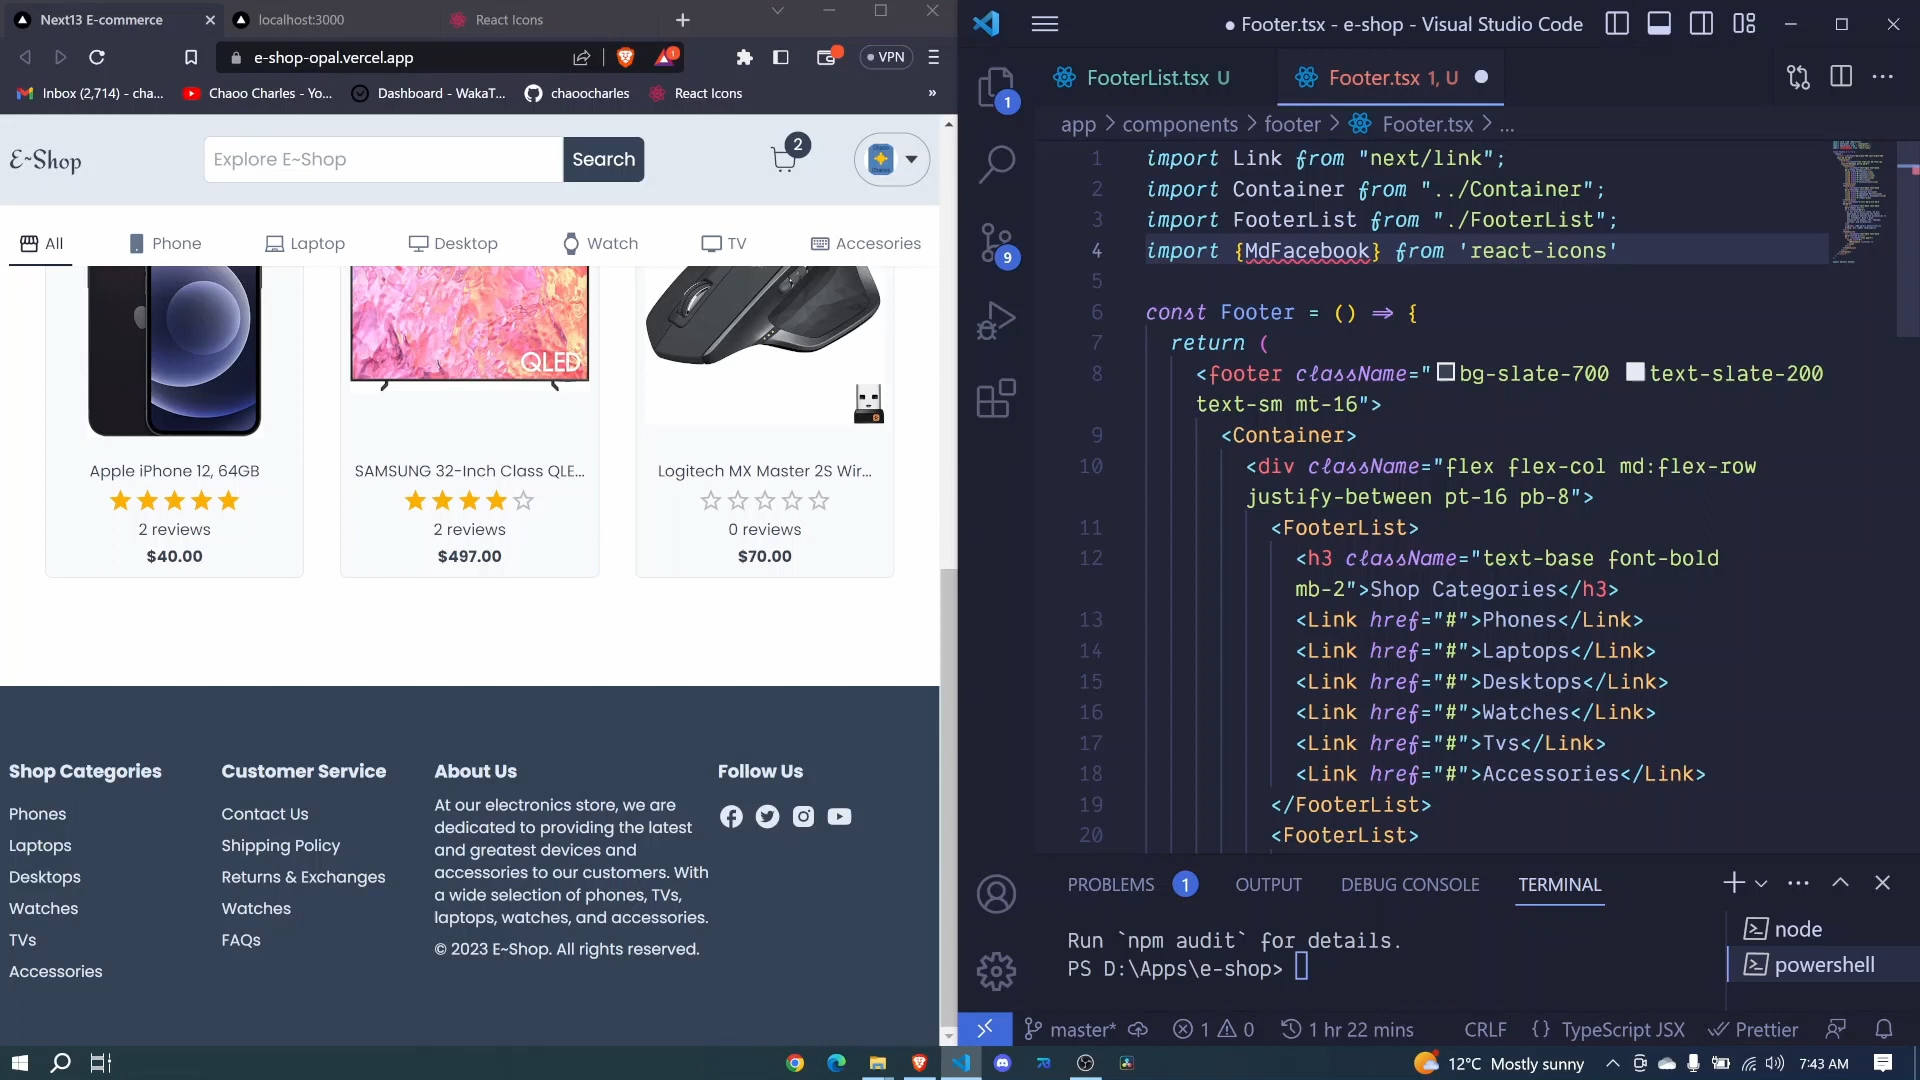 Next13 E-commerce
localhost:3000
React Icons
e-shop-opal.vercel.app
1
VPN
Inbox (2,714) - cha...
Chaoo Charles - Yo...
Dashboard - WakaT...
chaoocharles
React Icons
»
E~Shop
Explore E~Shop
Search
2
All
Phone
Laptop
Desktop
Watch
TV
Accesories
QLED
Apple iPhone 12, 64GB
2 reviews
$40.00
SAMSUNG 32-Inch Class QLE...
2 reviews
$497.00
Logitech MX Master 2S Wir...
0 reviews
$70.00
Shop Categories
Phones
Laptops
Desktops
Watches
TVs
Accessories
Customer Service
Contact Us
Shipping Policy
Returns & Exchanges
Watches
FAQs
About Us
At our electronics store, we are
dedicated to providing the latest
and greatest devices and
accessories to our customers. With
a wide selection of phones, TVs,
laptops, watches, and accessories.
© 2023 E~Shop. All rights reserved.
Follow Us
● Footer.tsx - e-shop - Visual Studio Code
1
9
FooterList.tsx U
Footer.tsx 1, U
app > components > footer > Footer.tsx > ...
1 import Link from "next/link";
2 import Container from "../Container";
3 import FooterList from "./FooterList";
4 import {MdFacebook} from 'react-icons'
5
6 const Footer = () => {
7 return (
8 <footer className="bg-slate-700 text-slate-200
text-sm mt-16">
9 <Container>
10 <div className="flex flex-col md:flex-row
justify-between pt-16 pb-8">
11 <FooterList>
12 <h3 className="text-base font-bold
mb-2">Shop Categories</h3>
13 <Link href="#">Phones</Link>
14 <Link href="#">Laptops</Link>
15 <Link href="#">Desktops</Link>
16 <Link href="#">Watches</Link>
17 <Link href="#">Tvs</Link>
18 <Link href="#">Accessories</Link>
19 </FooterList>
20 <FooterList>
PROBLEMS 1 OUTPUT DEBUG CONSOLE TERMINAL
Run `npm audit` for details.
PS D:\Apps\e-shop>
node
powershell
master* 1 0 1 hr 22 mins CRLF {} TypeScript JSX Prettier
12°C Mostly sunny 7:43 AM